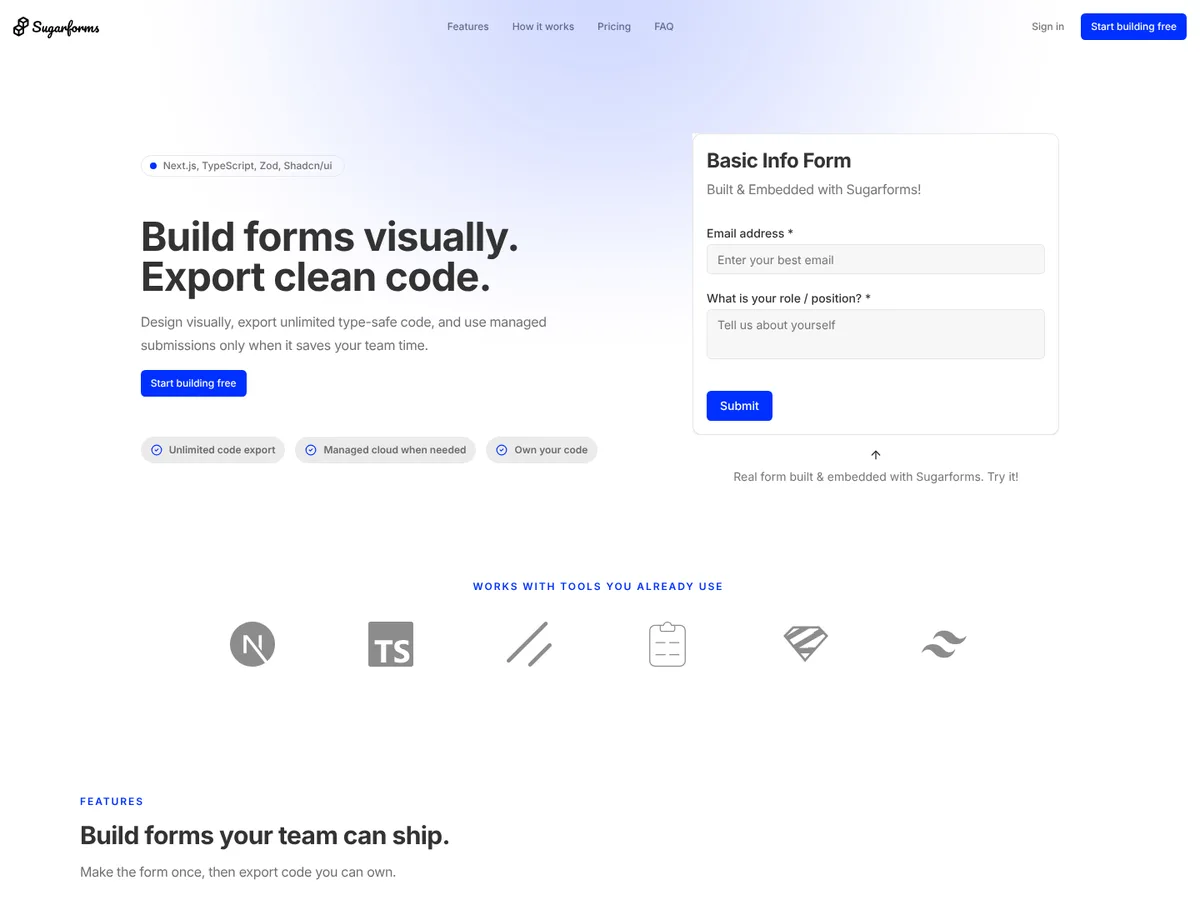 Sugarforms
Features
How it works
Pricing
FAQ
Sign in
Start building free
Next.js, TypeScript, Zod, Shadcn/ui
Build forms visually.
Export clean code.
Design visually, export unlimited type-safe code, and use managed
submissions only when it saves your team time.
Start building free
Unlimited code export
Managed cloud when needed
Own your code
Basic Info Form
Built & Embedded with Sugarforms!
Email address *
Enter your best email
What is your role / position? *
Tell us about yourself
Submit
Real form built & embedded with Sugarforms. Try it!
WORKS WITH TOOLS YOU ALREADY USE
N
TS
FEATURES
Build forms your team can ship.
Make the form once, then export code you can own.